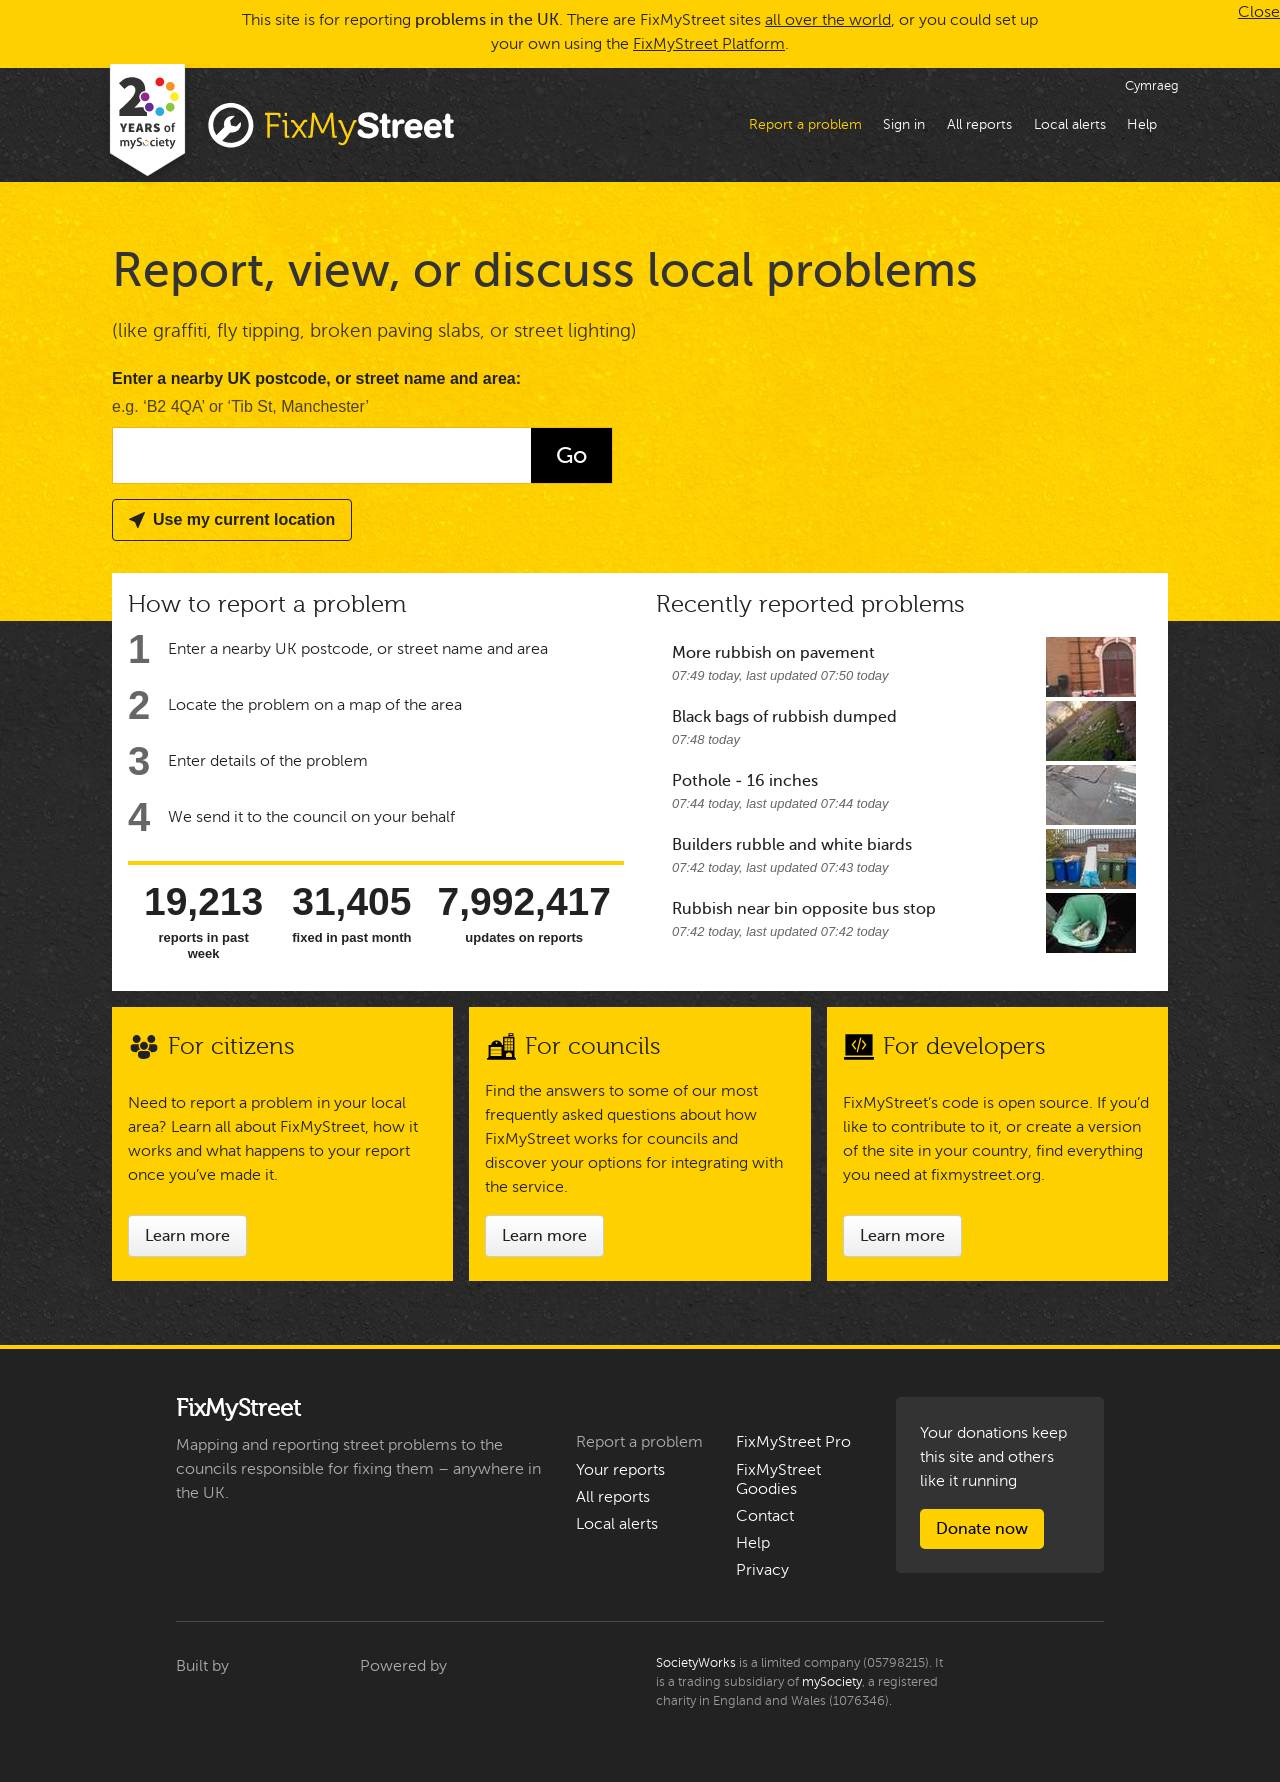 This site is for reporting problems in the UK. There are FixMyStreet sites all over the world, or you could set up
your own using the FixMyStreet Platform.
Close
20
YEARS of
mySociety
FixMyStreet
Cymraeg
Report a problem
Sign in
All reports
Local alerts
Help
Report, view, or discuss local problems
(like graffiti, fly tipping, broken paving slabs, or street lighting)
Enter a nearby UK postcode, or street name and area:
e.g. ‘B2 4QA’ or ‘Tib St, Manchester’
Go
Use my current location
How to report a problem
1 Enter a nearby UK postcode, or street name and area
2 Locate the problem on a map of the area
3 Enter details of the problem
4 We send it to the council on your behalf
19,213
reports in past
week
31,405
fixed in past month
7,992,417
updates on reports
Recently reported problems
More rubbish on pavement
07:49 today, last updated 07:50 today
Black bags of rubbish dumped
07:48 today
Pothole - 16 inches
07:44 today, last updated 07:44 today
Builders rubble and white biards
07:42 today, last updated 07:43 today
Rubbish near bin opposite bus stop
07:42 today, last updated 07:42 today
For citizens
Need to report a problem in your local
area? Learn all about FixMyStreet, how it
works and what happens to your report
once you’ve made it.
Learn more
For councils
Find the answers to some of our most
frequently asked questions about how
FixMyStreet works for councils and
discover your options for integrating with
the service.
Learn more
For developers
FixMyStreet’s code is open source. If you’d
like to contribute to it, or create a version
of the site in your country, find everything
you need at fixmystreet.org.
Learn more
FixMyStreet
Mapping and reporting street problems to the
councils responsible for fixing them – anywhere in
the UK.
Report a problem
Your reports
All reports
Local alerts
FixMyStreet Pro
FixMyStreet
Goodies
Contact
Help
Privacy
Your donations keep
this site and others
like it running
Donate now
Built by
Powered by
SocietyWorks is a limited company (05798215). It
is a trading subsidiary of mySociety, a registered
charity in England and Wales (1076346).